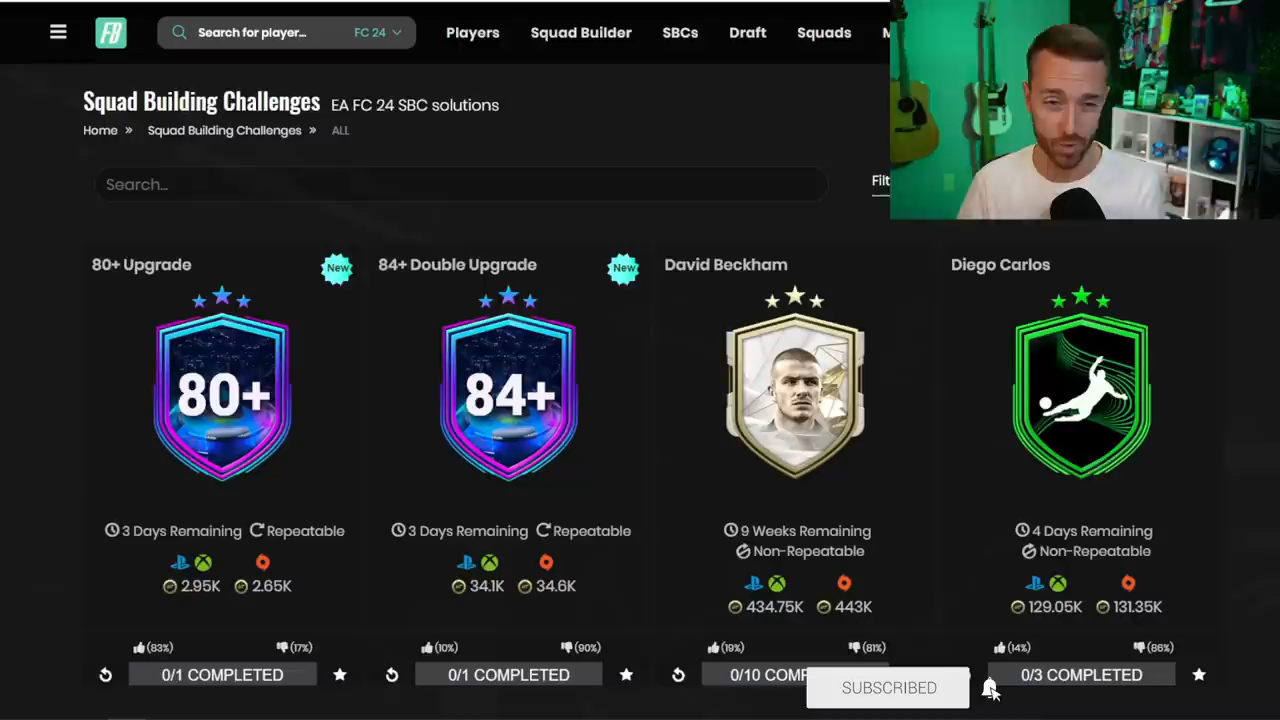 FB
Search for player... FC 24
Players
Squad Builder
SBCs
Draft
Squads
M
Squad Building Challenges EA FC 24 SBC solutions
Home » Squad Building Challenges » ALL
Search...
Filt
80+ Upgrade
New
80+
3 Days Remaining Repeatable
2.95K 2.65K
(83%) (17%)
0/1 COMPLETED
84+ Double Upgrade
New
84+
3 Days Remaining Repeatable
34.1K 34.6K
(10%) (90%)
0/1 COMPLETED
David Beckham
9 Weeks Remaining
Non-Repeatable
434.75K 443K
(19%) (81%)
0/10 COMP
Diego Carlos
4 Days Remaining
Non-Repeatable
129.05K 131.35K
(14%) (86%)
0/3 COMPLETED
SUBSCRIBED